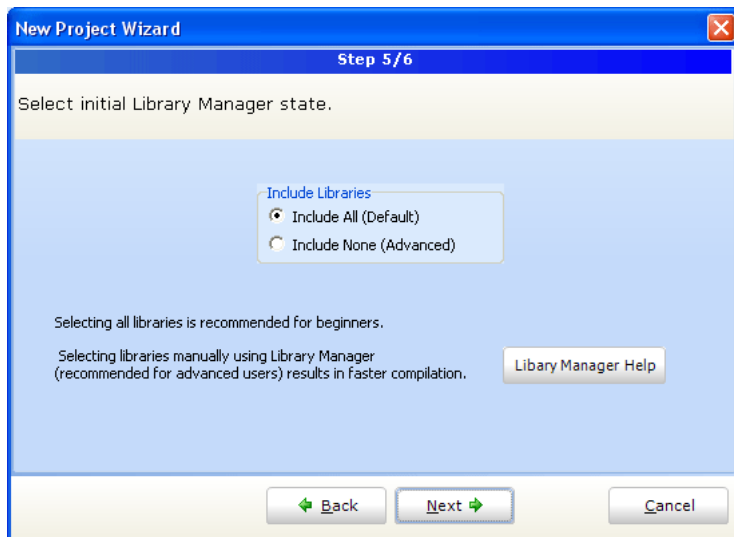 New Project Wizard
Step 5/6
Select initial Library Manager state.
Include Libraries
Include All (Default)
Include None (Advanced)
Selecting all libraries is recommended for beginners.
Selecting libraries manually using Library Manager
(recommended for advanced users) results in faster compilation.
Libary Manager Help
Back
Next
Cancel